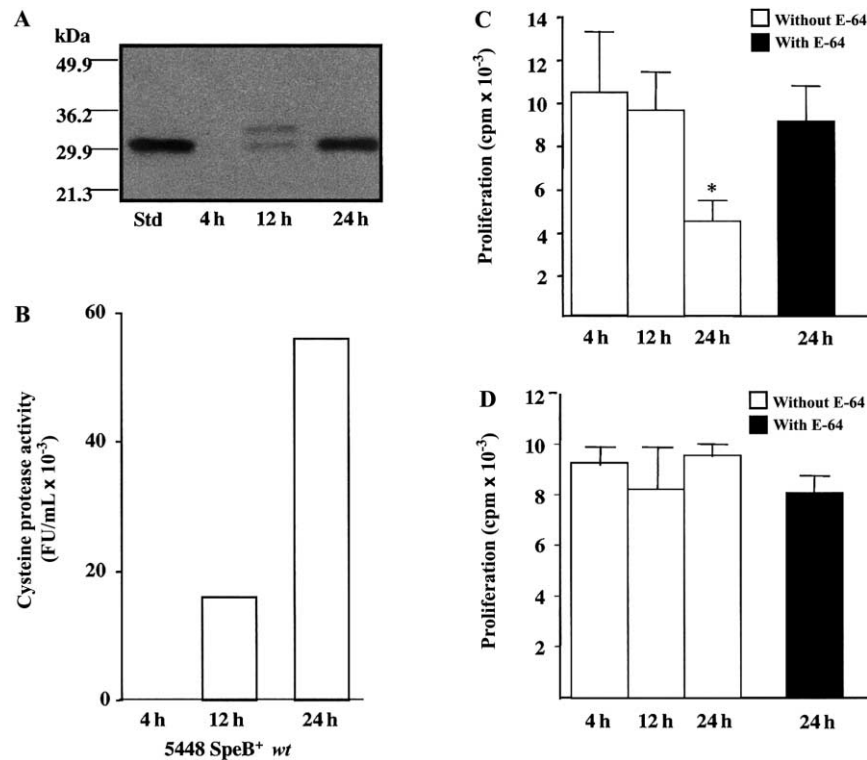 A
kDa
49.9
36.2
29.9
21.3
Std 4 h 12 h 24 h
B
Cysteine protease activity
(FU/mL x 10⁻³)
60
40
20
0
4 h 12 h 24 h
5448 SpeB⁺ wt
C
Without E-64
With E-64
Proliferation (cpm x 10⁻³)
14
12
10
8
6
4
2
*
4 h 12 h 24 h 24 h
D
Without E-64
With E-64
Proliferation (cpm x 10⁻³)
12
10
8
6
4
2
4 h 12 h 24 h 24 h